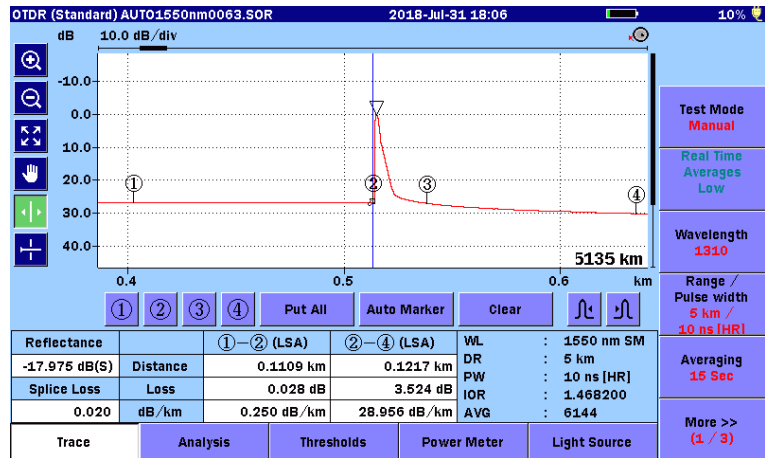 OTDR (Standard) AUTO1550nm0063.SOR 2018-Jul-31 18:06 10%
dB 10.0 dB/div
-10.0
0.0
10.0
20.0
30.0
40.0
① ② ③ ④
5135 km
0.4 0.5 0.6 km
① ② ③ ④ Put All Auto Marker Clear
Reflectance ①-② (LSA) ②-④ (LSA)
-17.975 dB(S) Distance 0.1109 km 0.1217 km
Splice Loss Loss 0.028 dB 3.524 dB
0.020 dB/km 0.250 dB/km 28.956 dB/km
WL : 1550 nm SM
DR : 5 km
PW : 10 ns [HR]
IOR : 1.468200
AVG : 6144
Trace Analysis Thresholds Power Meter Light Source
Test Mode
Manual
Real Time
Averages
Low
Wavelength
1310
Range /
Pulse width
5 km /
10 ns [HR]
Averaging
15 Sec
More >>
(1 / 3)